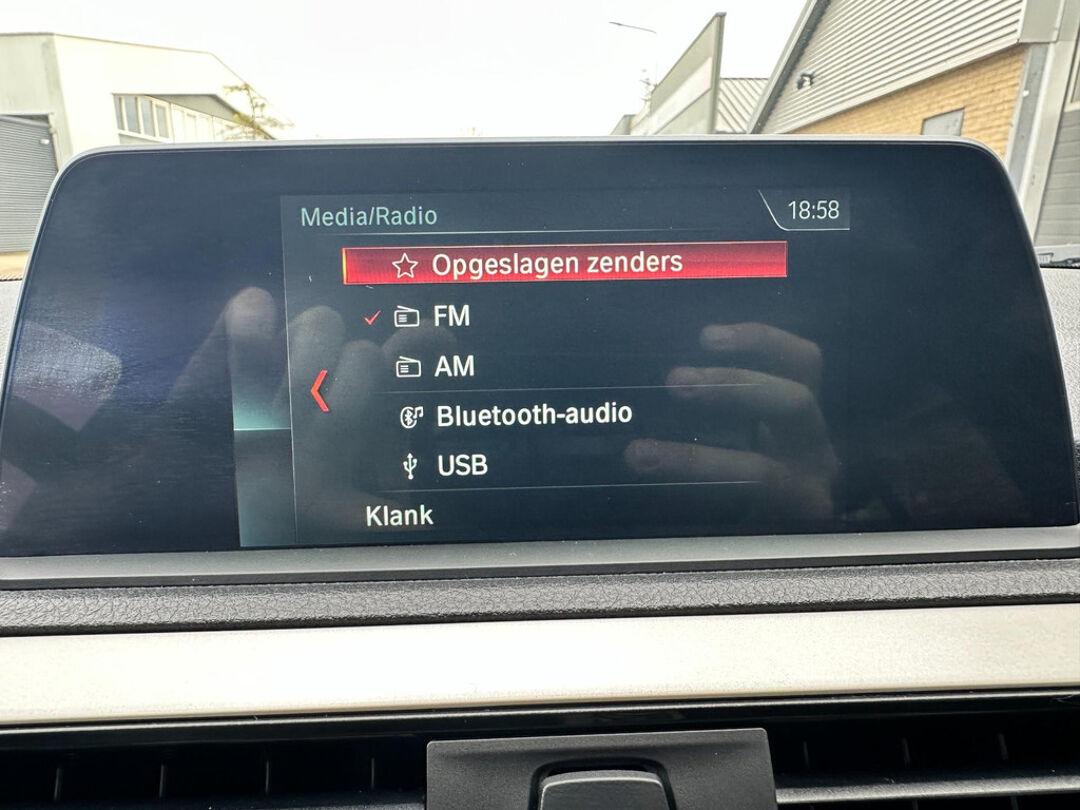 Media/Radio
18:58
Opgeslagen zenders
FM
AM
Bluetooth-audio
USB
Klank